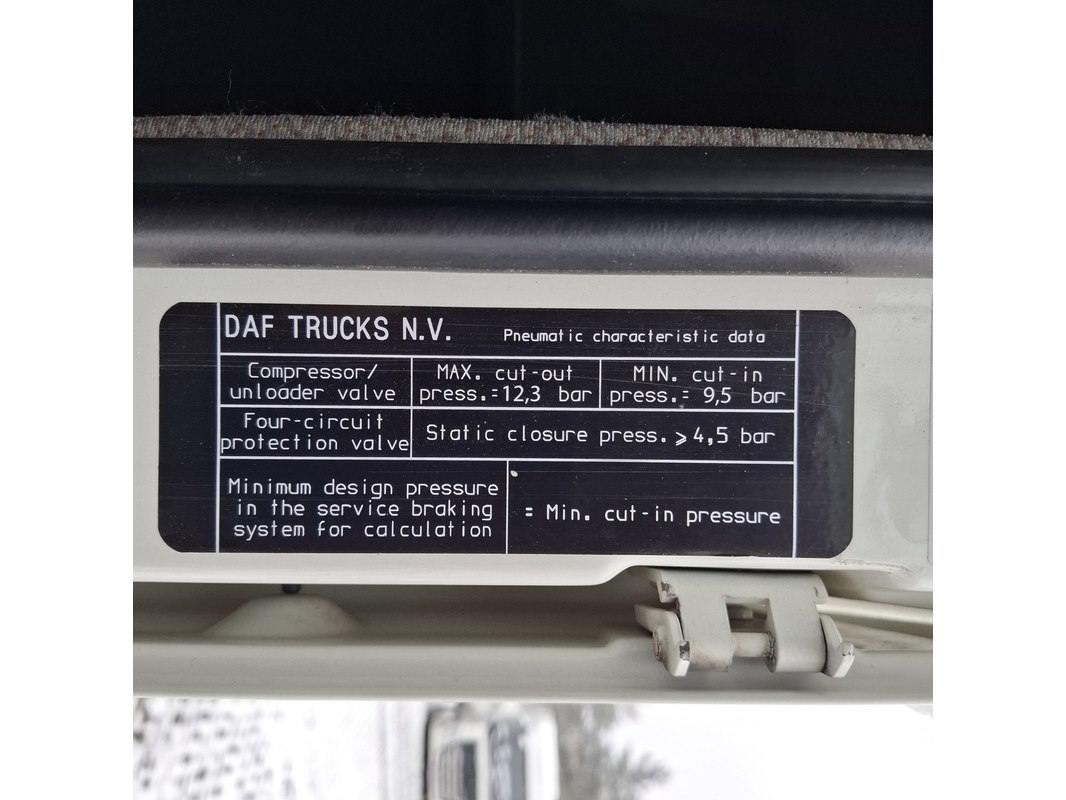 DAF TRUCKS N.V. Pneumatic characteristic data
Compressor/
unloader valve
MAX. cut-out
press.=12,3 bar
MIN. cut-in
press.= 9,5 bar
Four-circuit
protection valve
Static closure press. ⩾ 4,5 bar
Minimum design pressure
in the service braking
system for calculation
= Min. cut-in pressure